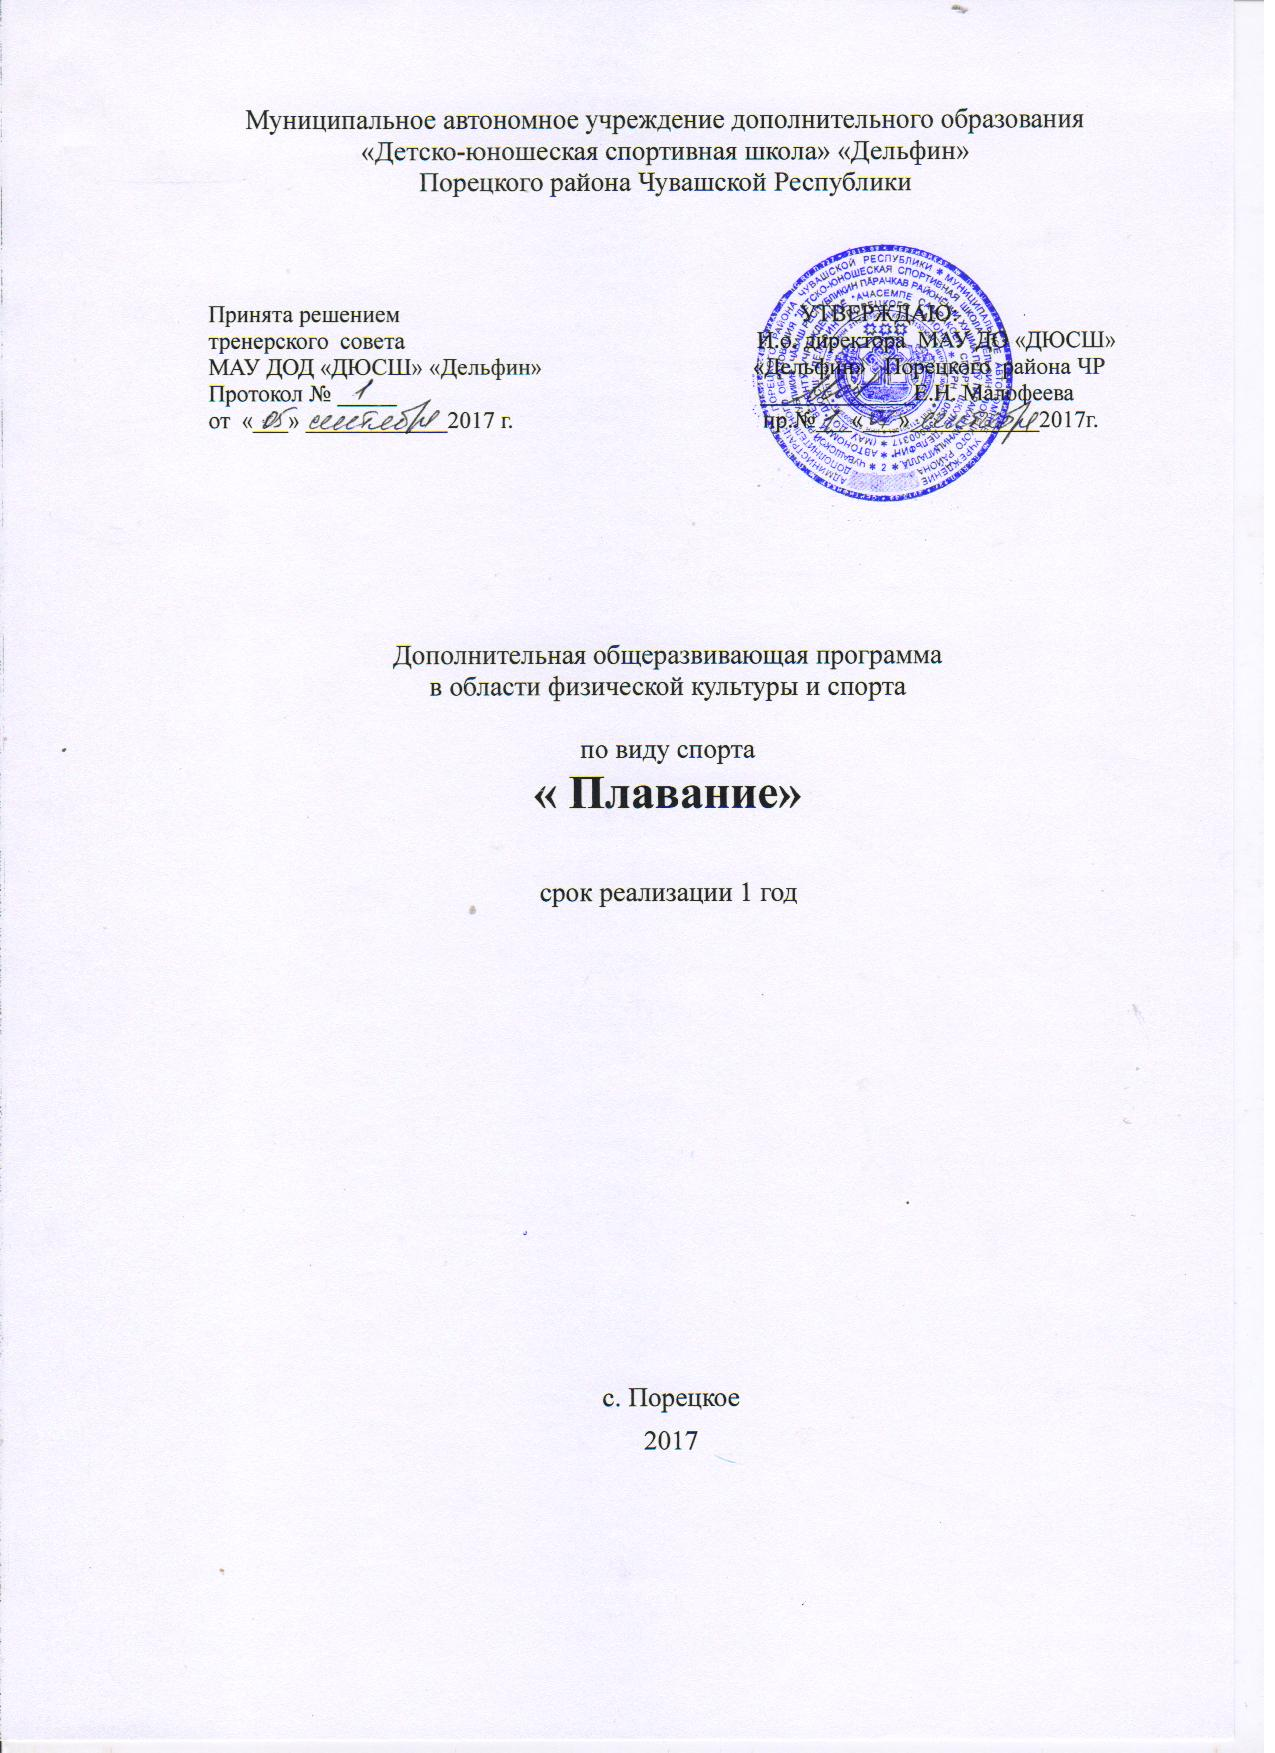 Муниципальное автономное учреждение дополнительного образования
«Детско-юношеская спортивная школа» «Дельфин»
Порецкого района Чувашской Республики
Принята решением
тренерского совета
МАУ ДОД «ДЮСШ» «Дельфин»
Протокол № 1
от «05» сентября 2017 г.
УТВЕРЖДАЮ:
И.о. директора МАУ ДО «ДЮСШ»
«Дельфин» Порецкого района ЧР
Е.Н. Малофеева
пр.№ 1 « » сентября 2017г.
Дополнительная общеразвивающая программа
в области физической культуры и спорта
по виду спорта
« Плавание»
срок реализации 1 год
с. Порецкое
2017